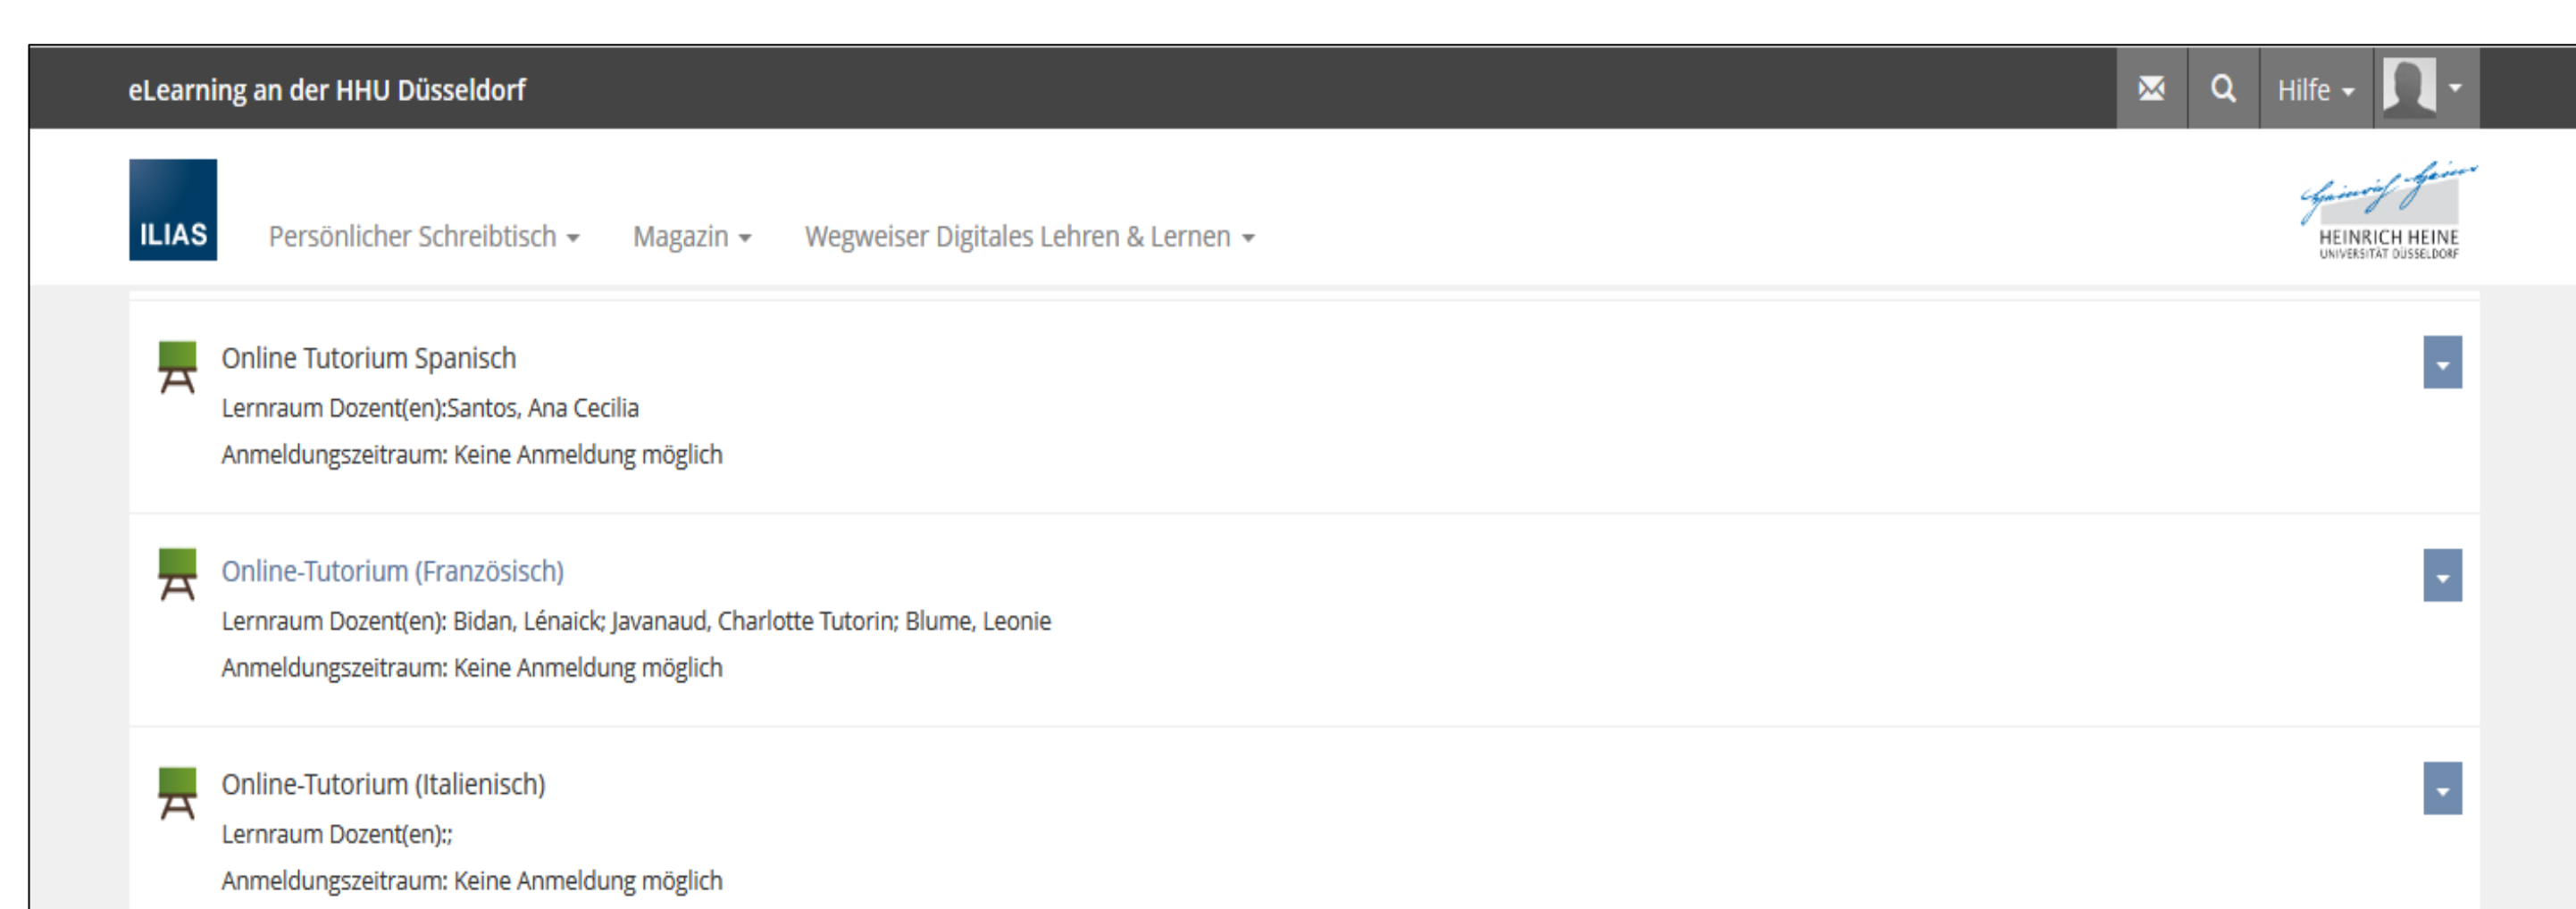 eLearning an der HHU Düsseldorf
Hilfe
ILIAS
Persönlicher Schreibtisch
Magazin
Wegweiser Digitales Lehren & Lernen
Heinrich Heine
HEINRICH HEINE
UNIVERSITÄT DÜSSELDORF
Online Tutorium Spanisch
Lernraum Dozent(en):Santos, Ana Cecilia
Anmeldungszeitraum: Keine Anmeldung möglich
Online-Tutorium (Französisch)
Lernraum Dozent(en): Bidan, Lénaick; Javanaud, Charlotte Tutorin; Blume, Leonie
Anmeldungszeitraum: Keine Anmeldung möglich
Online-Tutorium (Italienisch)
Lernraum Dozent(en):;
Anmeldungszeitraum: Keine Anmeldung möglich